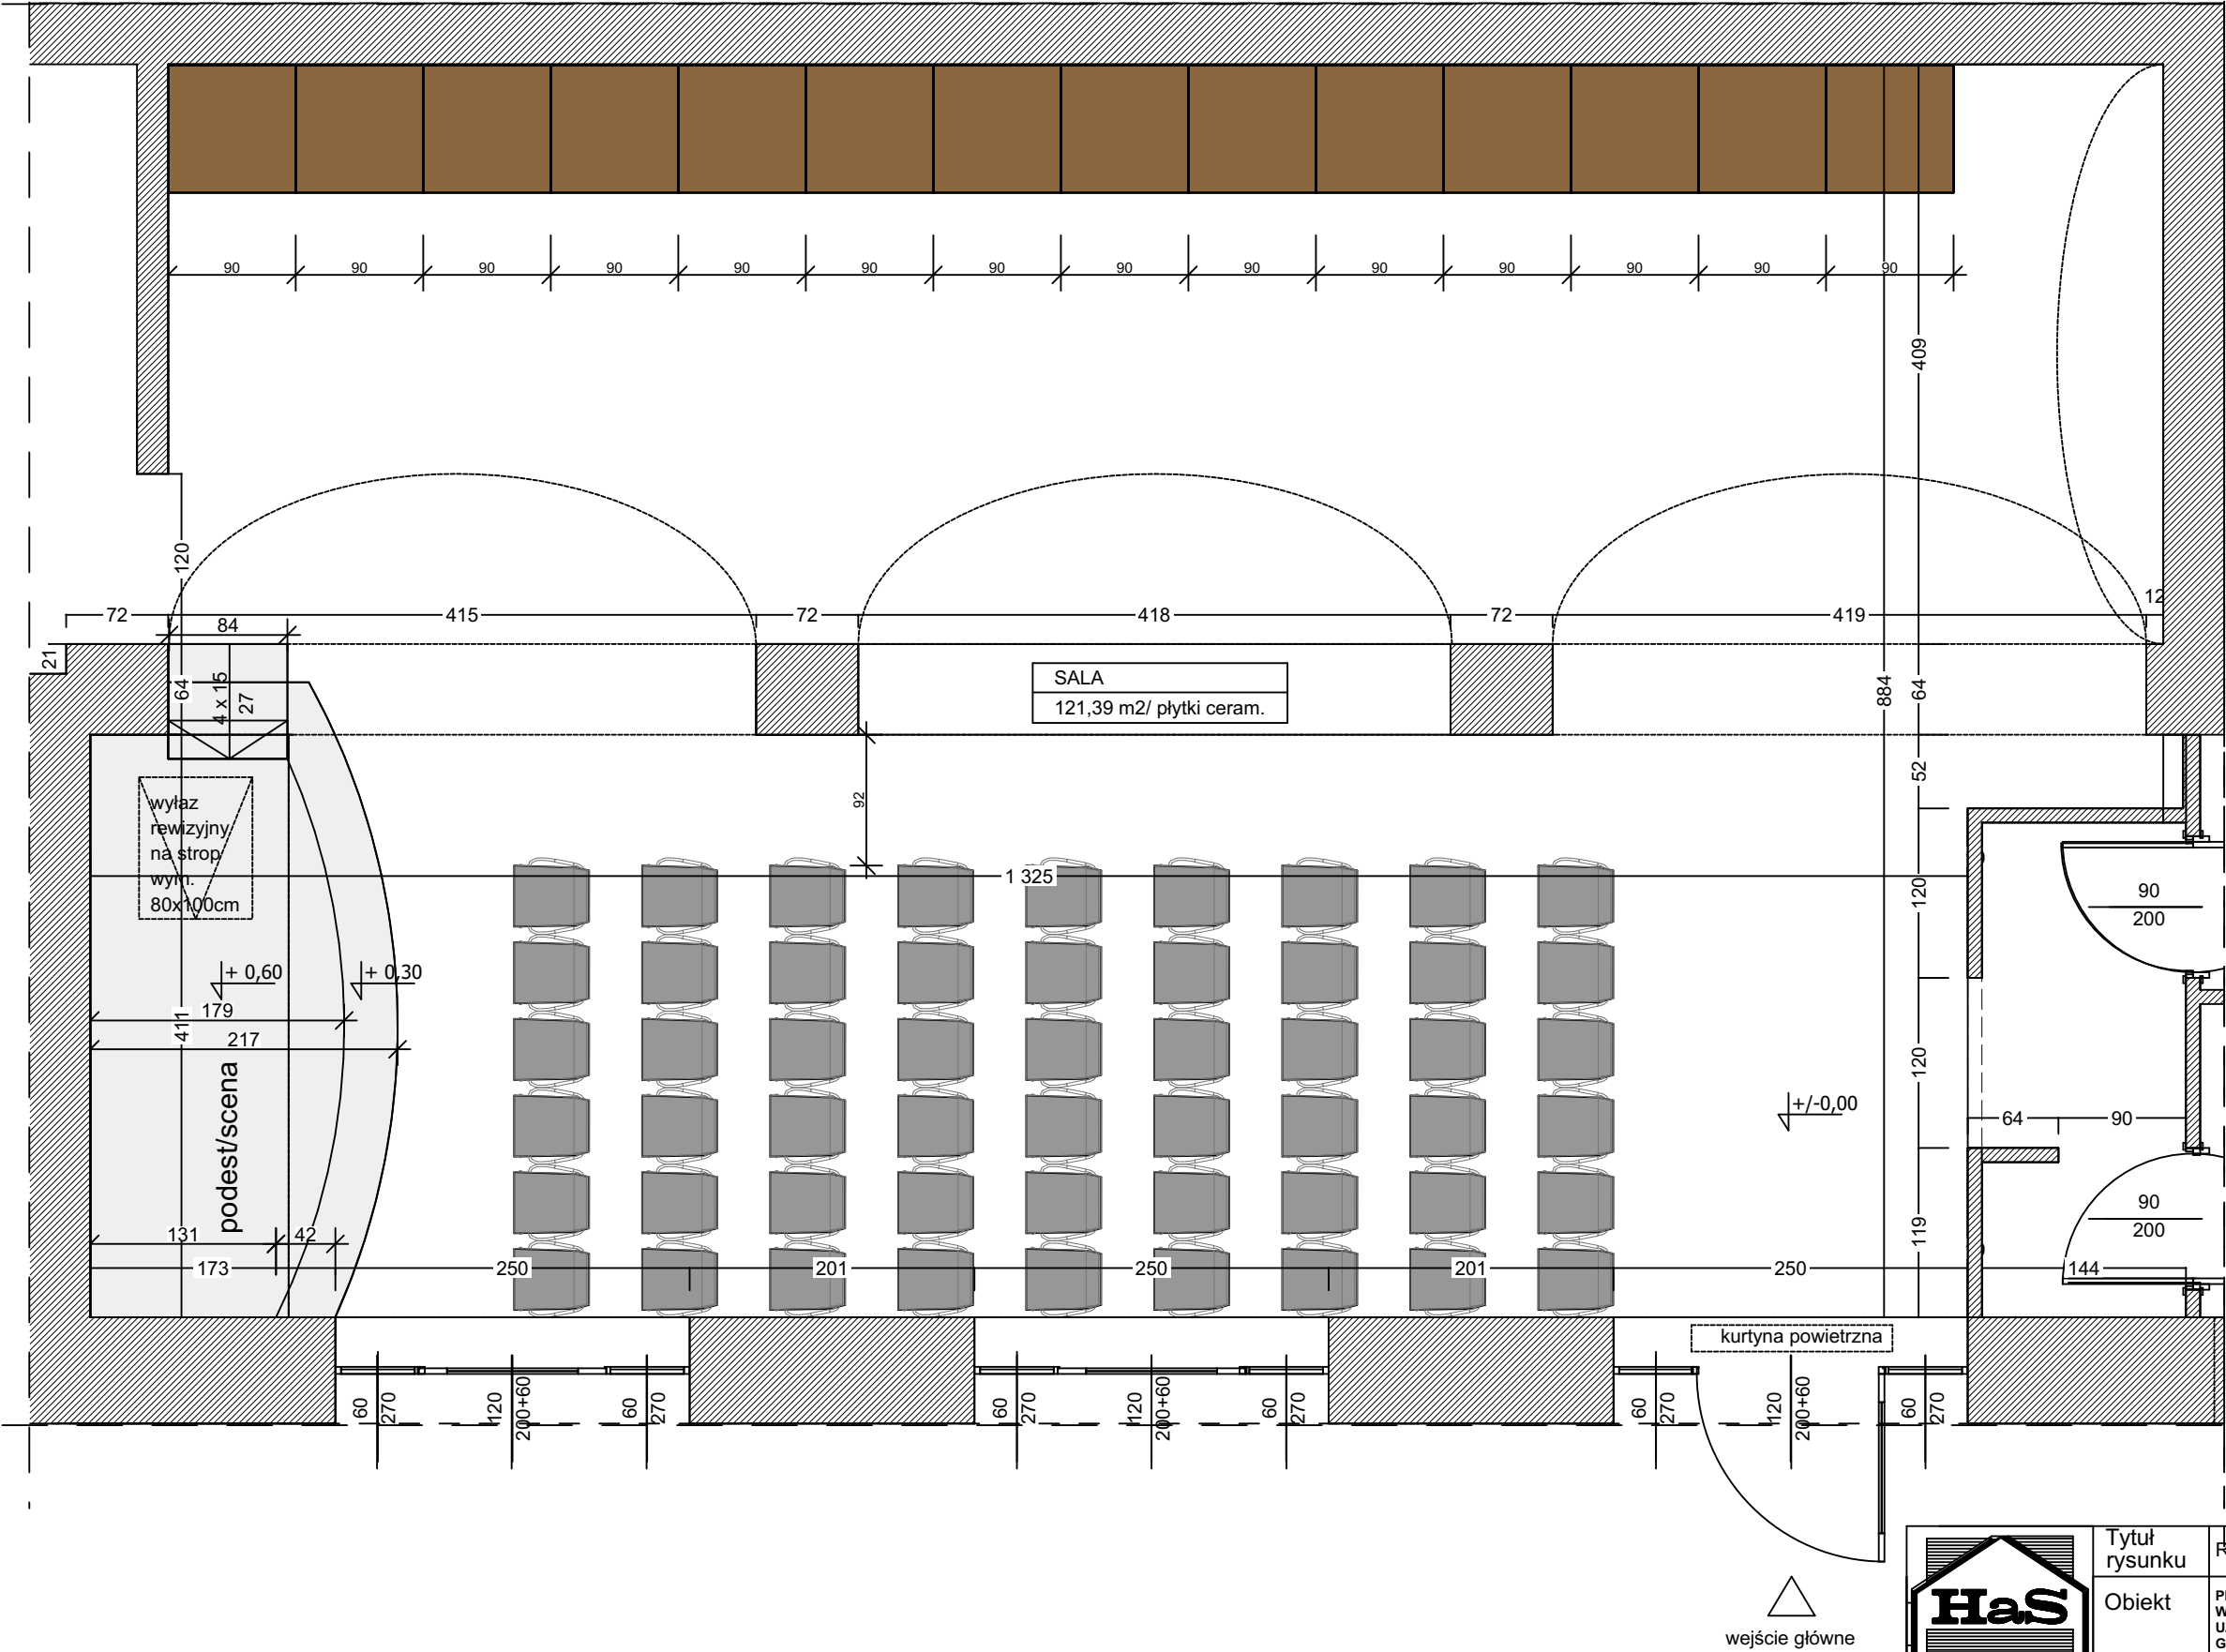 90 90 90 90 90 90 90 90 90 90 90 90 90 90
409
120
72 415 72 418 72 419 12
84
21
64
4 x 15
27
SALA
121,39 m2/ płytki ceram.
884
64
52
92
wyłaz
rewizyjny
na strop
wym.
80x100cm
1 325
120
90
200
+ 0,60
+ 0,30
179
411
217
podest/scena
120
+/-0,00
64 90
90
200
131 42
119
173 250 201 250 201 250 144
kurtyna powietrzna
60
270
120
200+60
60
270
60
270
120
200+60
60
270
60
270
120
200+60
60
270
wejście główne
HaS
Tytuł
rysunku
Obiekt